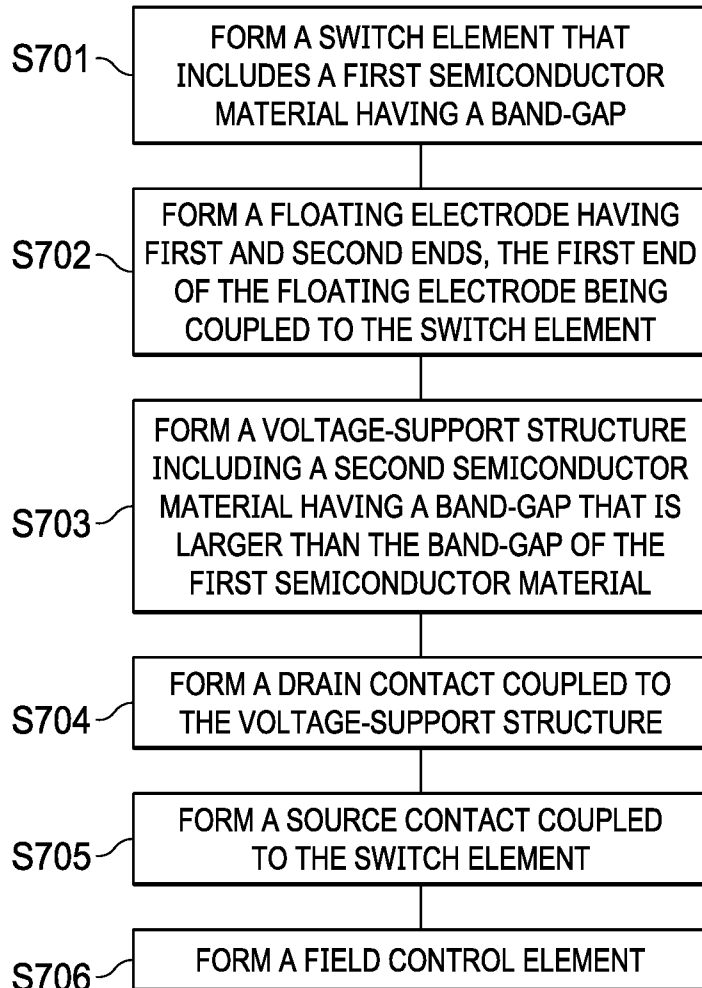 S701
FORM A SWITCH ELEMENT THAT
INCLUDES A FIRST SEMICONDUCTOR
MATERIAL HAVING A BAND-GAP
S702
FORM A FLOATING ELECTRODE HAVING
FIRST AND SECOND ENDS, THE FIRST END
OF THE FLOATING ELECTRODE BEING
COUPLED TO THE SWITCH ELEMENT
S703
FORM A VOLTAGE-SUPPORT STRUCTURE
INCLUDING A SECOND SEMICONDUCTOR
MATERIAL HAVING A BAND-GAP THAT IS
LARGER THAN THE BAND-GAP OF THE
FIRST SEMICONDUCTOR MATERIAL
S704
FORM A DRAIN CONTACT COUPLED TO
THE VOLTAGE-SUPPORT STRUCTURE
S705
FORM A SOURCE CONTACT COUPLED
TO THE SWITCH ELEMENT
S706
FORM A FIELD CONTROL ELEMENT